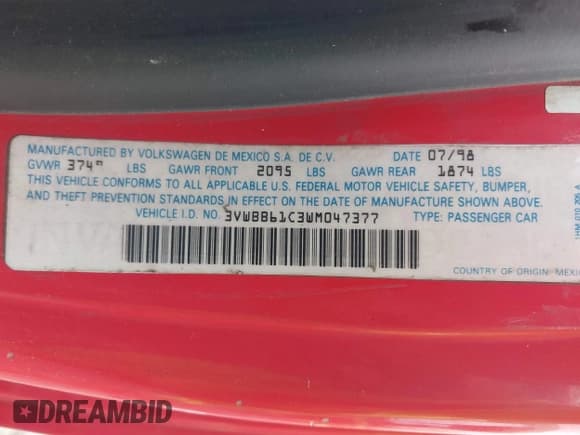 MANUFACTURED BY VOLKSWAGEN DE MEXICO S.A. DE C.V. DATE 07/98
GVWR LBS GAWR FRONT 2095 LBS GAWR REAR 1874 LBS
THIS VEHICLE CONFORMS TO ALL APPLICABLE U.S. FEDERAL MOTOR VEHICLE SAFETY, BUMPER,
AND THEFT PREVENTION STANDARDS IN EFFECT ON THE DATE OF MANUFACTURE SHOWN ABOVE.
VEHICLE I.D. NO. 3VWBB61C3WM047377 TYPE: PASSENGER CAR
COUNTRY OF ORIGIN: MEXI
DREAMBID